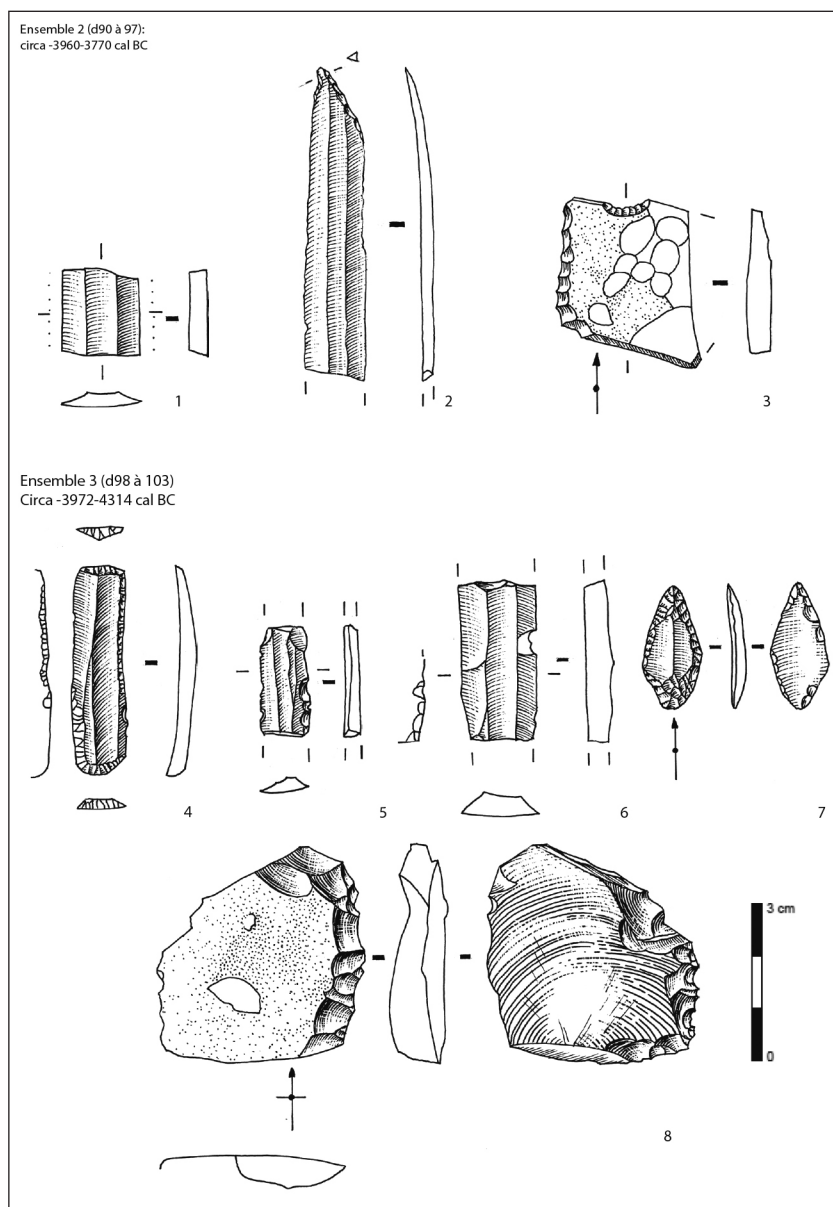 Ensemble 2 (d90 à 97):
circa -3960-3770 cal BC
1
2
3
Ensemble 3 (d98 à 103)
Circa -3972-4314 cal BC
4
5
6
7
3 cm
0
8